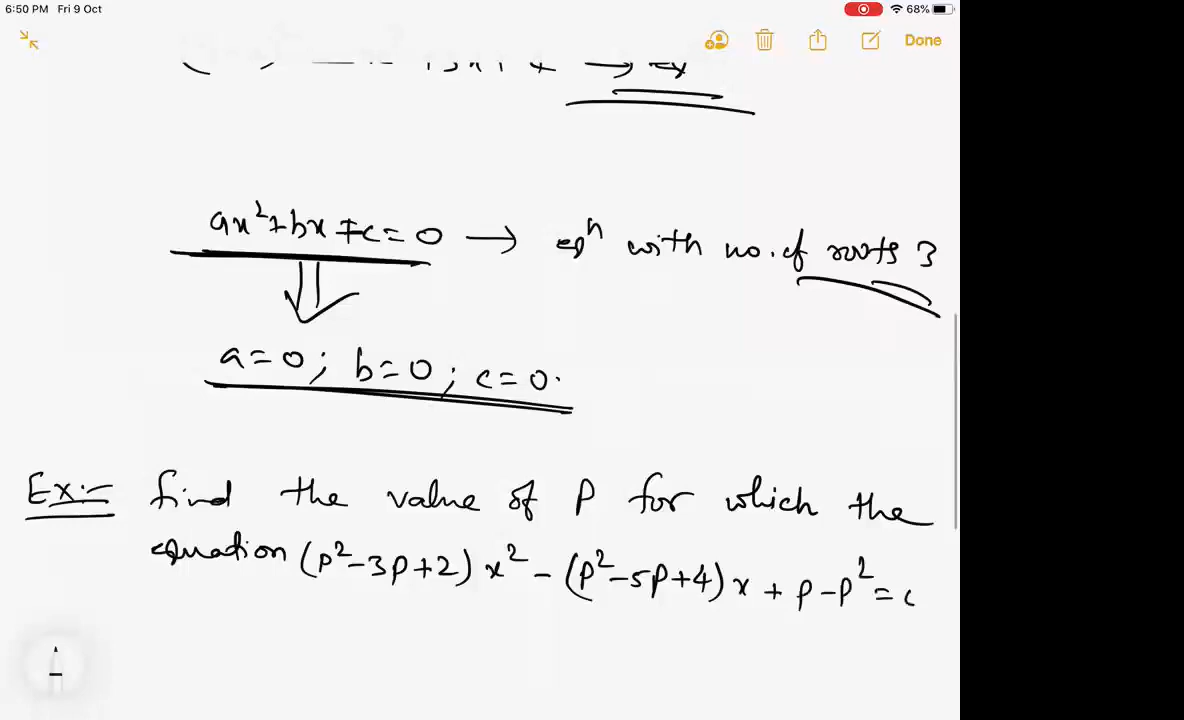 6:50 PM Fri 9 Oct
68%
Done
ax²+bx+c=0 → eqⁿ with no. of roots 3
a=0; b=0; c=0.
Ex:- find the value of P for which the
equation (p²-3p+2)x² - (p²-5p+4)x + p-p² =